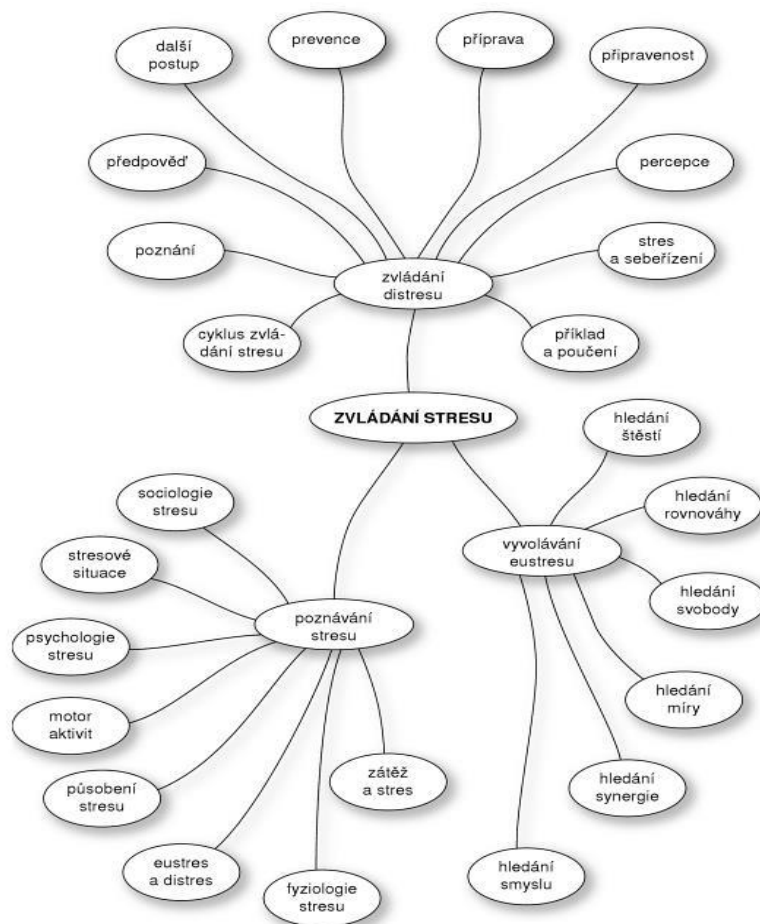 další
postup
prevence
příprava
připravenost
předpověď
percepce
poznání
stres
a sebeřízení
zvládání
distresu
cyklus zvlá-
dání stresu
příklad
a poučení
ZVLÁDÁNÍ STRESU
hledání
štěstí
sociologie
stresu
hledání
rovnováhy
stresové
situace
vyvolávání
eustresu
hledání
svobody
psychologie
stresu
poznávání
stresu
motor
aktivit
hledání
míry
působení
stresu
zátěž
a stres
hledání
synergie
eustres
a distres
fyziologie
stresu
hledání
smyslu